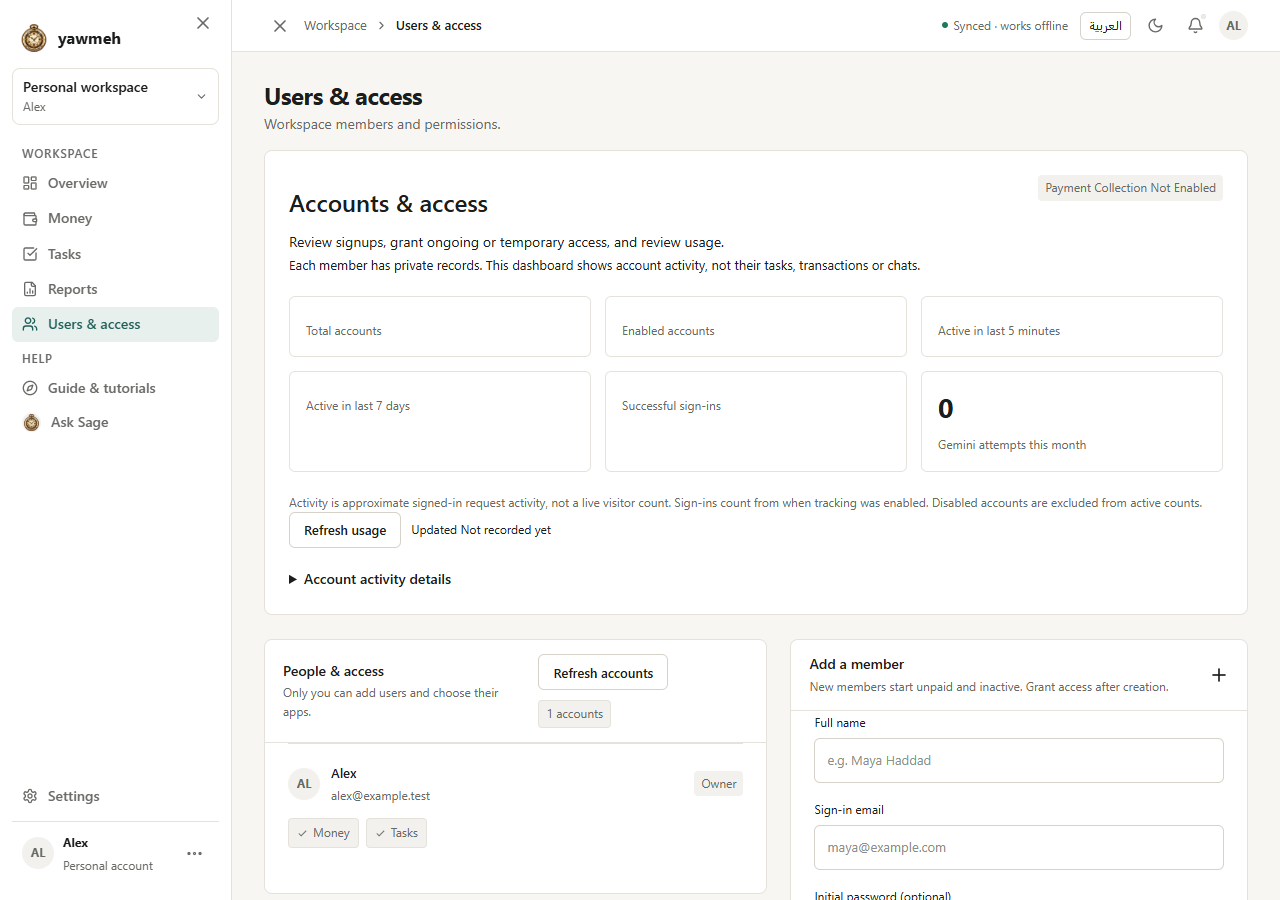 yawmeh
Personal workspace
Alex
WORKSPACE
Overview
Money
Tasks
Reports
Users & access
HELP
Guide & tutorials
Ask Sage
Settings
AL
Alex
Personal account
Workspace
Users & access
Synced · works offline
العربية
AL
Users & access
Workspace members and permissions.
Accounts & access
Payment Collection Not Enabled
Review signups, grant ongoing or temporary access, and review usage.
Each member has private records. This dashboard shows account activity, not their tasks, transactions or chats.
Total accounts
Enabled accounts
Active in last 5 minutes
Active in last 7 days
Successful sign-ins
0
Gemini attempts this month
Activity is approximate signed-in request activity, not a live visitor count. Sign-ins count from when tracking was enabled. Disabled accounts are excluded from active counts.
Refresh usage
Updated Not recorded yet
Account activity details
People & access
Only you can add users and choose their
apps.
Refresh accounts
1 accounts
AL
Alex
alex@example.test
Owner
Money
Tasks
Add a member
New members start unpaid and inactive. Grant access after creation.
Full name
e.g. Maya Haddad
Sign-in email
maya@example.com
Initial password (optional)